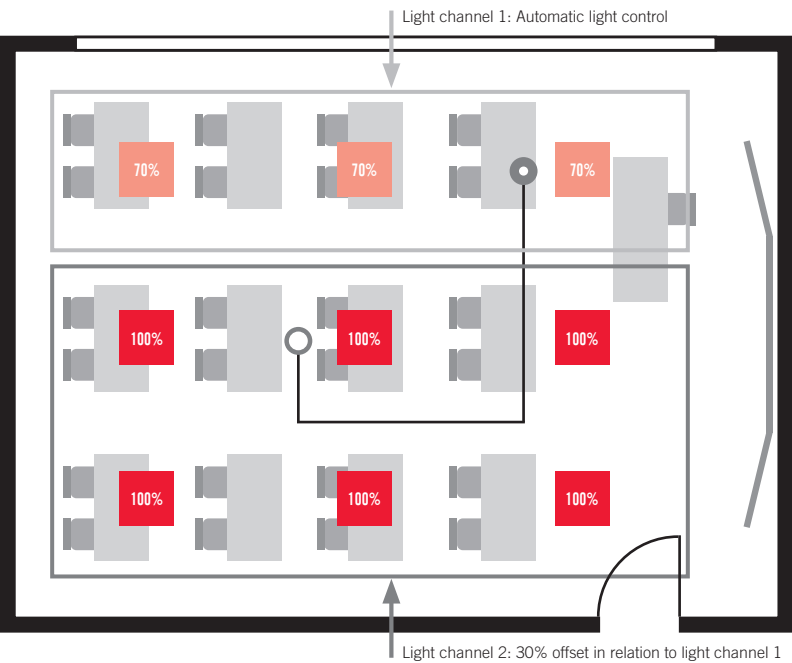 Light channel 1: Automatic light control
70% 70% 70%
100% 100% 100%
100% 100% 100%
Light channel 2: 30% offset in relation to light channel 1